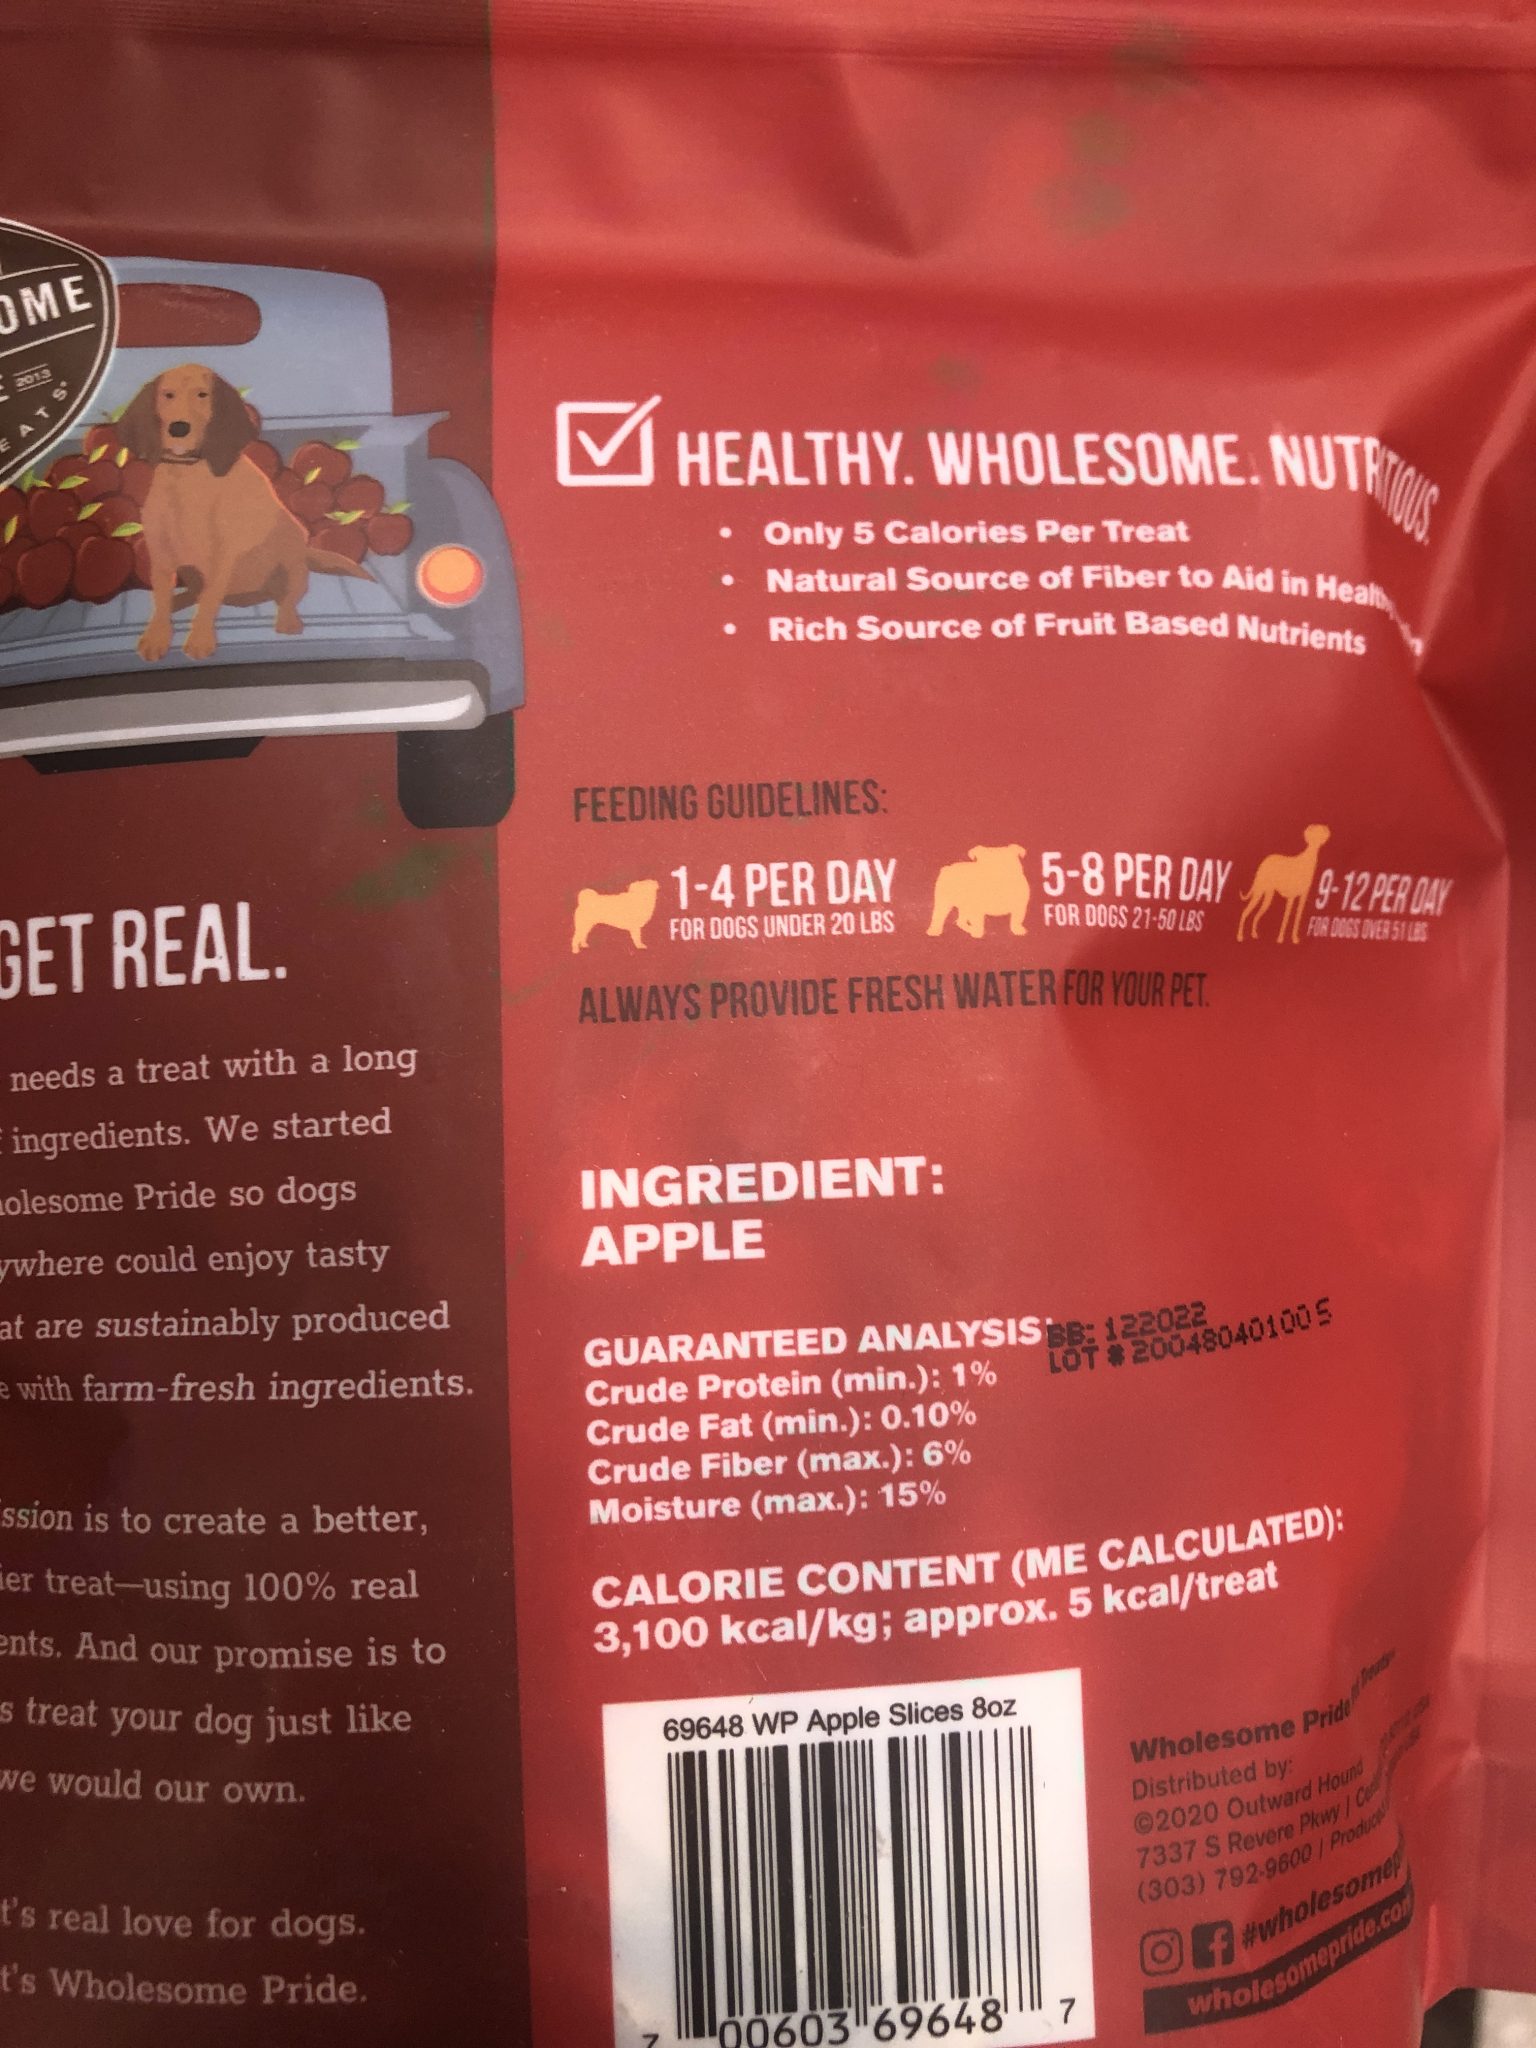 OME
2013
EATS
GET REAL.
needs a treat with a long
ingredients. We started
olesome Pride so dogs
ywhere could enjoy tasty
at are sustainably produced
e with farm-fresh ingredients.
ssion is to create a better,
ier treat—using 100% real
ents. And our promise is to
s treat your dog just like
we would our own.
t's real love for dogs.
t's Wholesome Pride.
HEALTHY. WHOLESOME. NUTRITIOUS.
• Only 5 Calories Per Treat
• Natural Source of Fiber to Aid in
• Rich Source of Fruit Based Nutrients
FEEDING GUIDELINES:
1-4 PER DAY
FOR DOGS UNDER 20 LBS
5-8 PER DAY
FOR DOGS 21-50 LBS
9-12 PER DAY
FOR DOGS OVER 51 LBS
ALWAYS PROVIDE FRESH WATER FOR YOUR PET.
INGREDIENT:
APPLE
GUARANTEED ANALYSIS:
BB: 122022
LOT # 20048040100 5
Crude Protein (min.): 1%
Crude Fat (min.): 0.10%
Crude Fiber (max.): 6%
Moisture (max.): 15%
CALORIE CONTENT (ME CALCULATED):
3,100 kcal/kg; approx. 5 kcal/treat
69648 WP Apple Slices 8oz
00603 69648 7
Wholesome Pride
Distributed by:
©2020 Outward Hound
7337 S Revere Pkwy |
(303) 792-9600 |
#wholesomep
wholesomepride.com